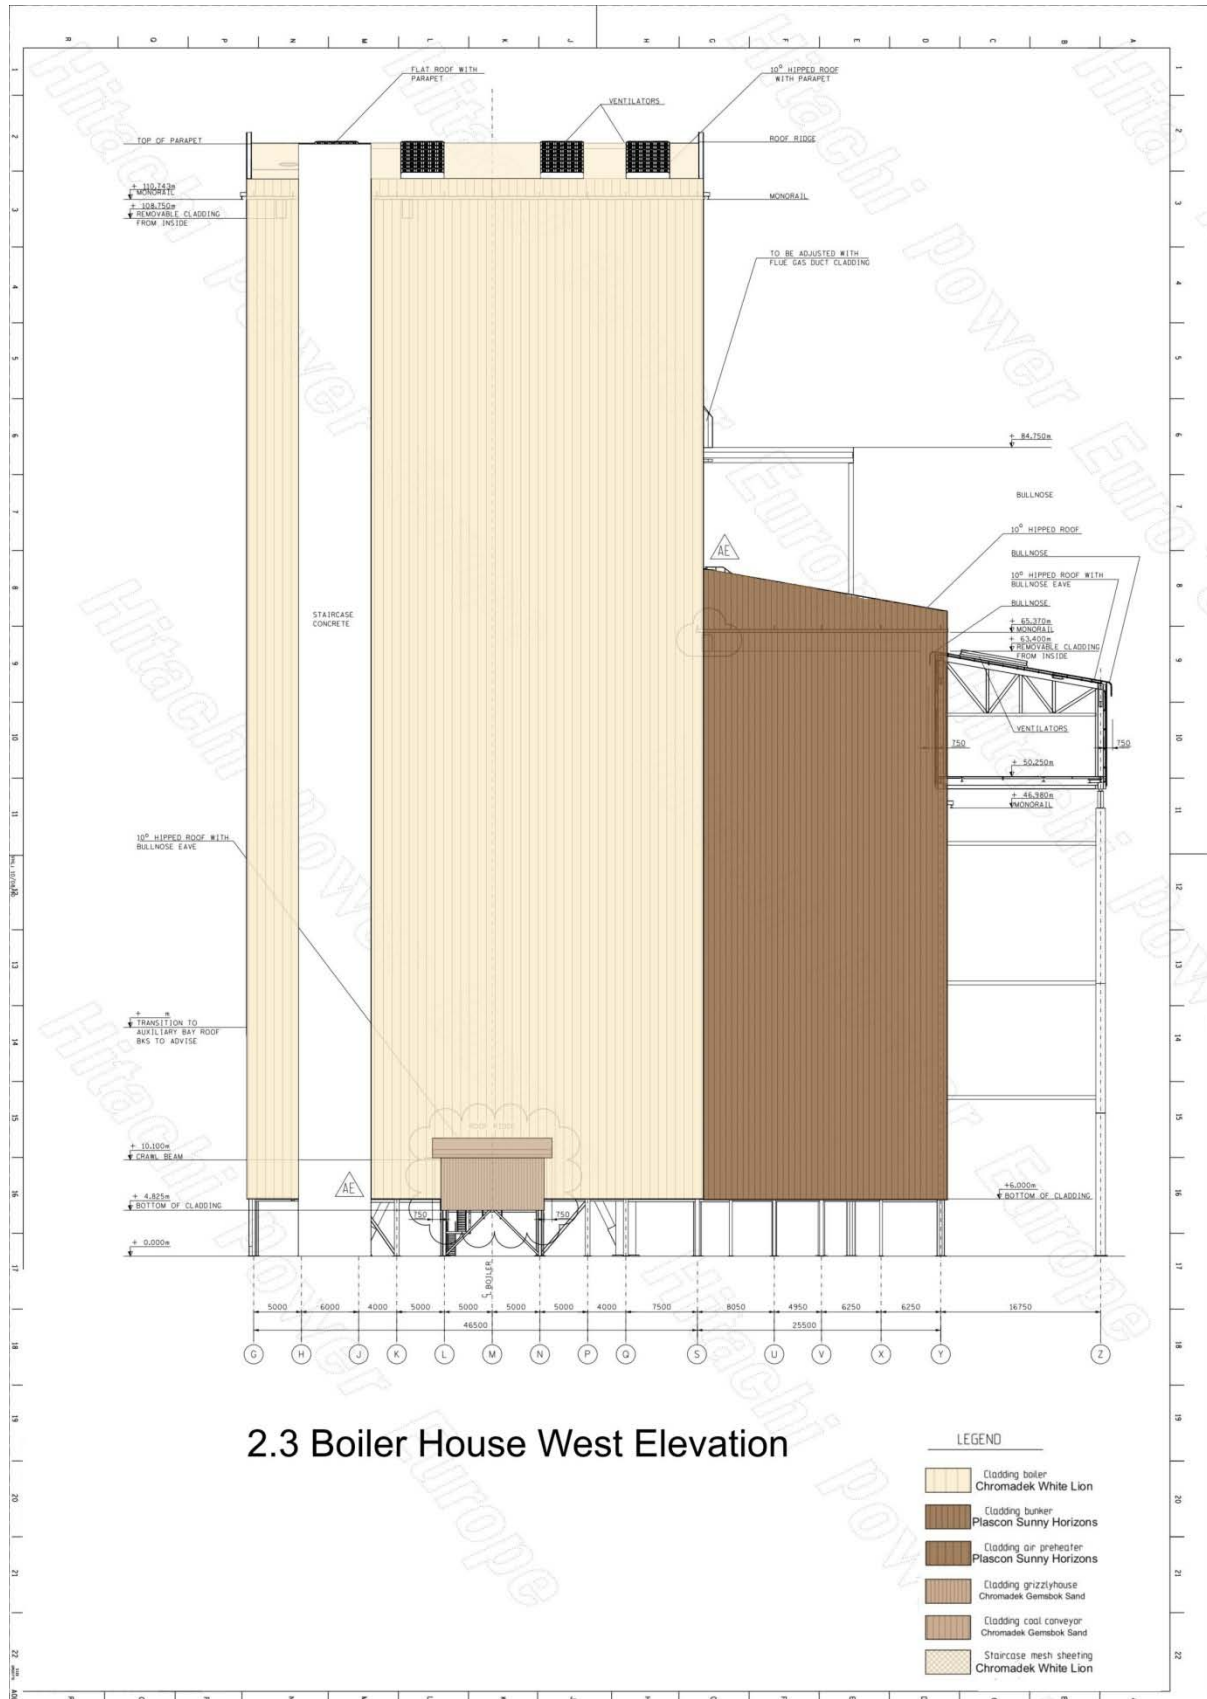 FLAT ROOF WITH
PARAPET
10° HIPPED ROOF
WITH PARAPET
VENTILATORS
TOP OF PARAPET
ROOF RIDGE
+ 110.743m
MONORAIL
MONORAIL
+ 108.750m
REMOVABLE CLADDING
FROM INSIDE
TO BE ADJUSTED WITH
FLUE GAS DUCT CLADDING
+ 84.750m
BULLNOSE
10° HIPPED ROOF
AE
BULLNOSE
10° HIPPED ROOF WITH
BULLNOSE EAVE
BULLNOSE
STAIRCASE
CONCRETE
+ 65.370m
MONORAIL
+ 63.400m
REMOVABLE CLADDING
FROM INSIDE
VENTILATORS
750
750
+ 50.250m
+ 46.980m
MONORAIL
10° HIPPED ROOF WITH
BULLNOSE EAVE
+ m
TRANSITION TO
AUXILIARY BAY ROOF
BKS TO ADVISE
ROOF RIDGE
+ 10.100m
CRAWL BEAM
AE
+ 4.825m
BOTTOM OF CLADDING
+6.000m
BOTTOM OF CLADDING
750
750
+ 0.000m
BOILER
5000 6000 4000 5000 5000 5000 5000 4000 7500 8050 4950 6250 6250 16750
46500 25500
G H J K L M N P Q S U V X Y Z
2.3 Boiler House West Elevation
LEGEND
Cladding boiler
Chromadek White Lion
Cladding bunker
Plascon Sunny Horizons
Cladding air preheater
Plascon Sunny Horizons
Cladding grizzlyhouse
Chromadek Gemsbok Sand
Cladding coal conveyor
Chromadek Gemsbok Sand
Staircase mesh sheeting
Chromadek White Lion
Hitachi Power Europe